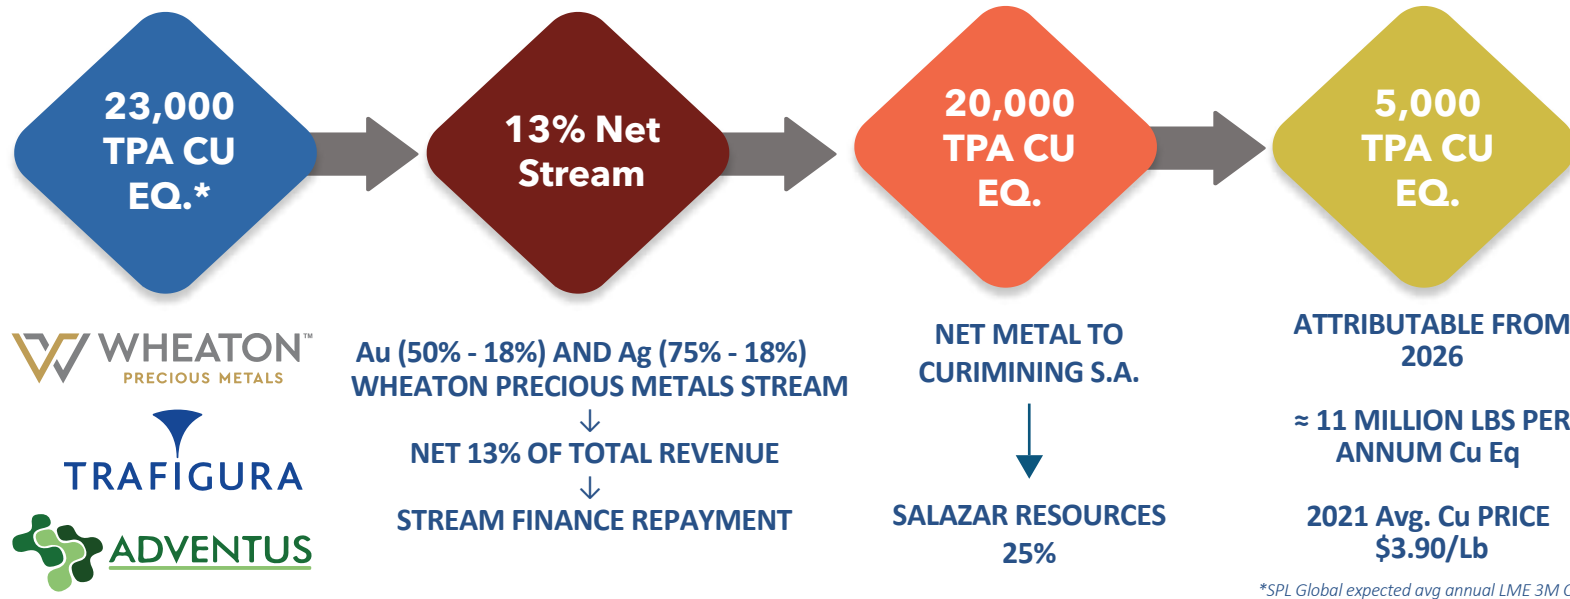 23,000
TPA CU
EQ.*
13% Net
Stream
20,000
TPA CU
EQ.
5,000
TPA CU
EQ.
WHEATON™
PRECIOUS METALS
TRAFIGURA
ADVENTUS
Au (50% - 18%) AND Ag (75% - 18%)
WHEATON PRECIOUS METALS STREAM
↓
NET 13% OF TOTAL REVENUE
↓
STREAM FINANCE REPAYMENT
NET METAL TO
CURIMINING S.A.
SALAZAR RESOURCES
25%
ATTRIBUTABLE FROM
2026
≈ 11 MILLION LBS PER
ANNUM Cu Eq
2021 Avg. Cu PRICE
$3.90/Lb
*SPL Global expected avg annual LME 3M